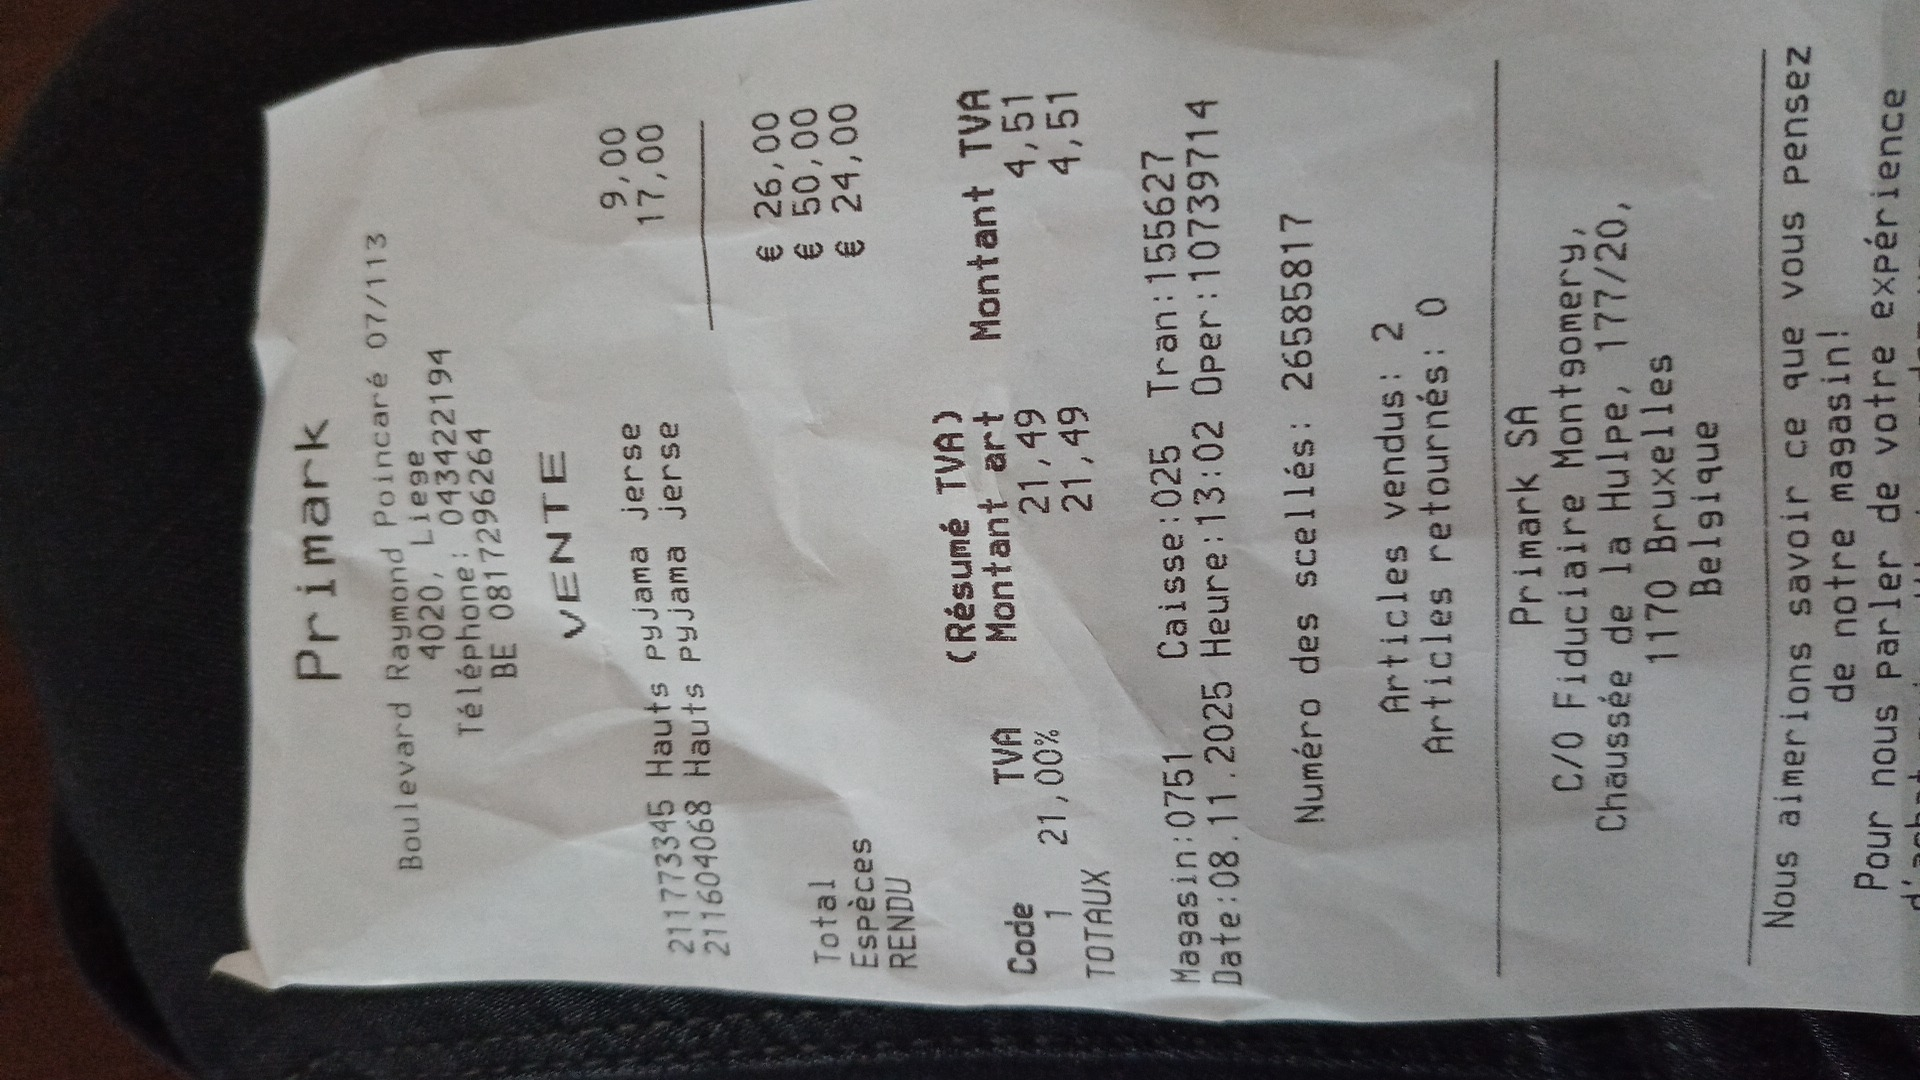 Primark
Boulevard Raymond Poincaré 07/113
4020, Liege
Téléphone: 043422194
BE 0817296264
VENTE
211773345 Hauts pyjama jerse 9,00
211604068 Hauts pyjama jerse 17,00
Total € 26,00
Espèces € 50,00
RENDU € 24,00
(Résumé TVA)
Code TVA Montant art Montant TVA
1 21,00% 21,49 4,51
TOTAUX 21,49 4,51
Magasin:0751 Caisse:025 Tran:155627
Date:08.11.2025 Heure:13:02 Oper:10739714
Numéro des scellés: 26585817
Articles vendus: 2
Articles retournés: 0
Primark SA
C/O Fiduciaire Montgomery,
Chaussée de la Hulpe, 177/20,
1170 Bruxelles
Belgique
Nous aimerions savoir ce que vous pensez
de notre magasin!
Pour nous parler de votre expérience